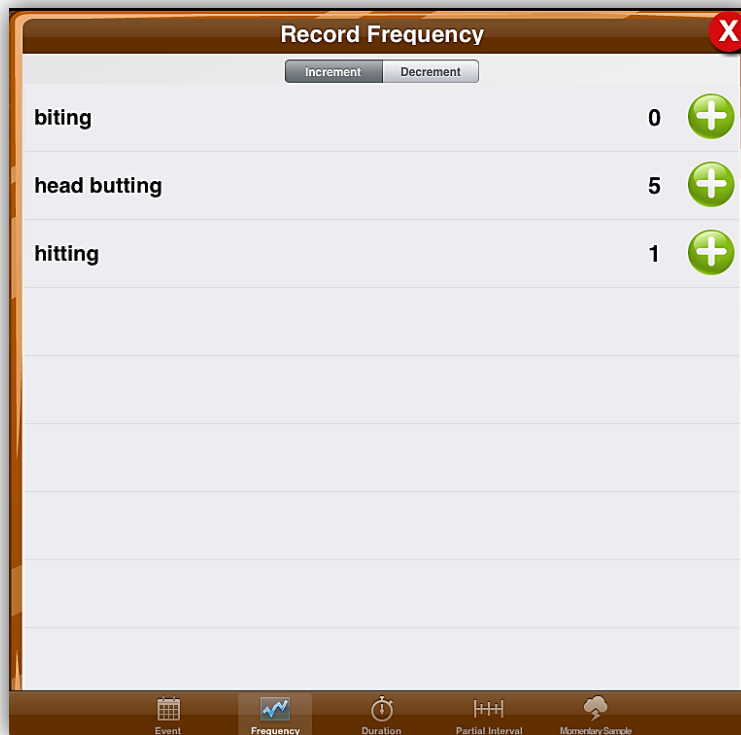 Record Frequency
X
Increment Decrement
biting 0
head butting 5
hitting 1
Event Frequency Duration Partial Interval Momentary Sample